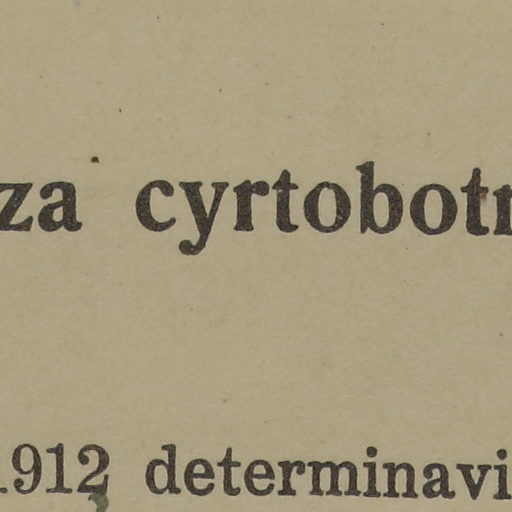 za cyrtobotr
1912 determinavi